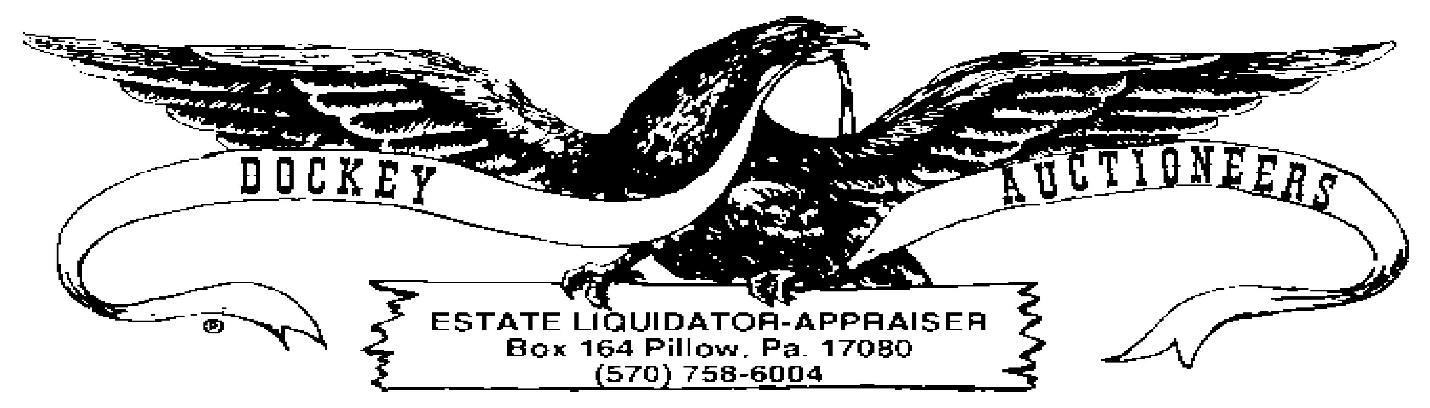 DOCKEY AUCTIONEERS
®
ESTATE LIQUIDATOR-APPRAISER
Box 164 Pillow, Pa. 17080
(570) 758-6004